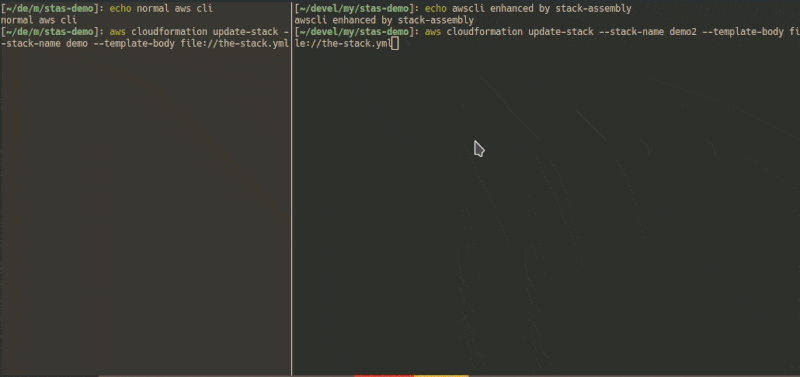 [~/de/m/stas-demo]: echo normal aws cli
normal aws cli
[~/de/m/stas-demo]: aws cloudformation update-stack -
-stack-name demo --template-body file://the-stack.yml
[~/devel/my/stas-demo]: echo awscli enhanced by stack-assembly
awscli enhanced by stack-assembly
[~/devel/my/stas-demo]: aws cloudformation update-stack --stack-name demo2 --template-body fi
le://the-stack.yml